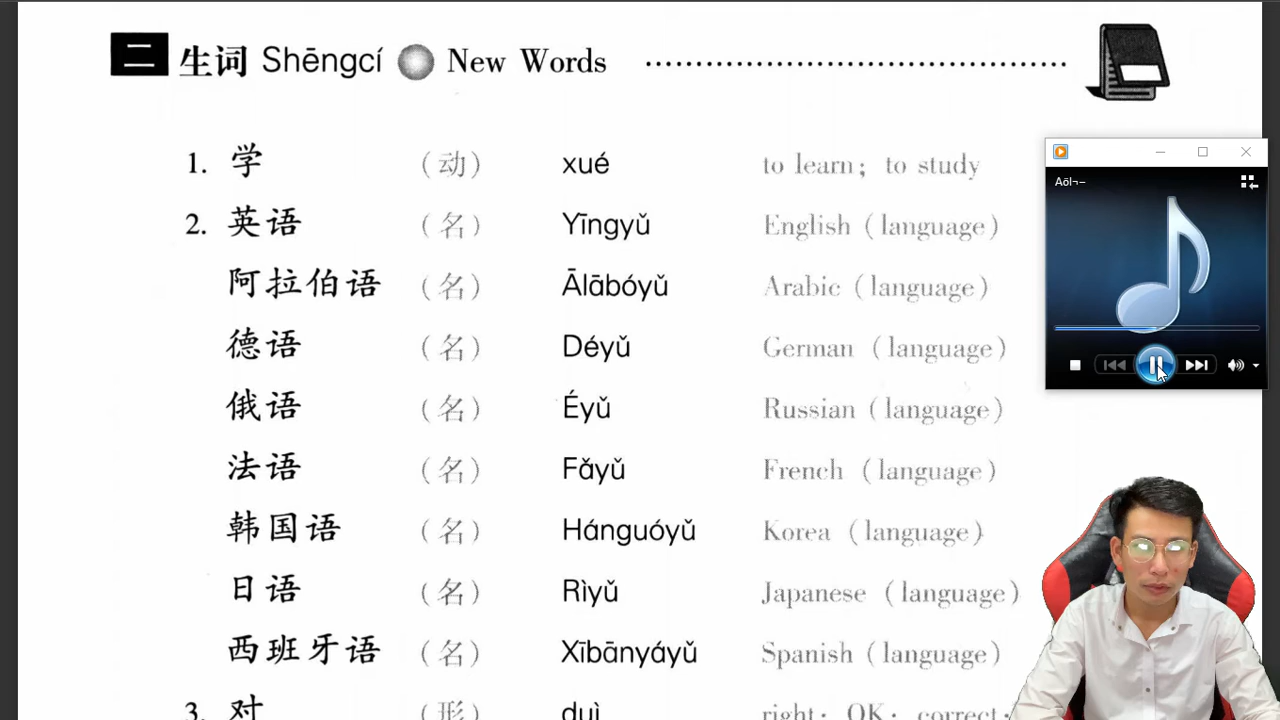 二 生词 Shēngcí New Words
1. 学 (动) xué to learn; to study
2. 英语 (名) Yīngyǔ English (language)
阿拉伯语 (名) Ālābóyǔ Arabic (language)
德语 (名) Déyǔ German (language)
俄语 (名) Éyǔ Russian (language)
法语 (名) Fǎyǔ French (language)
韩国语 (名) Hánguóyǔ Korea (language)
日语 (名) Rìyǔ Japanese (language)
西班牙语 (名) Xībānyáyǔ Spanish (language)
3. 对 (形) duì right; OK; correct;
Aõl¬–